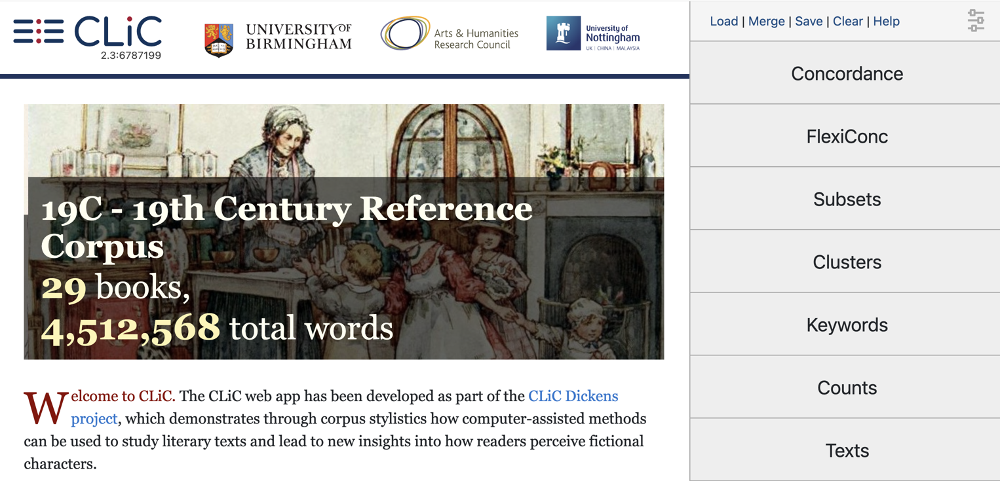 CLiC
2.3:6787199
UNIVERSITY OF
BIRMINGHAM
Arts & Humanities
Research Council
University of
Nottingham
UK | CHINA | MALAYSIA
Load | Merge | Save | Clear | Help
19C - 19th Century Reference
Corpus
29 books,
4,512,568 total words
Welcome to CLiC. The CLiC web app has been developed as part of the CLiC Dickens
project, which demonstrates through corpus stylistics how computer-assisted methods
can be used to study literary texts and lead to new insights into how readers perceive fictional
characters.
Concordance
FlexiConc
Subsets
Clusters
Keywords
Counts
Texts